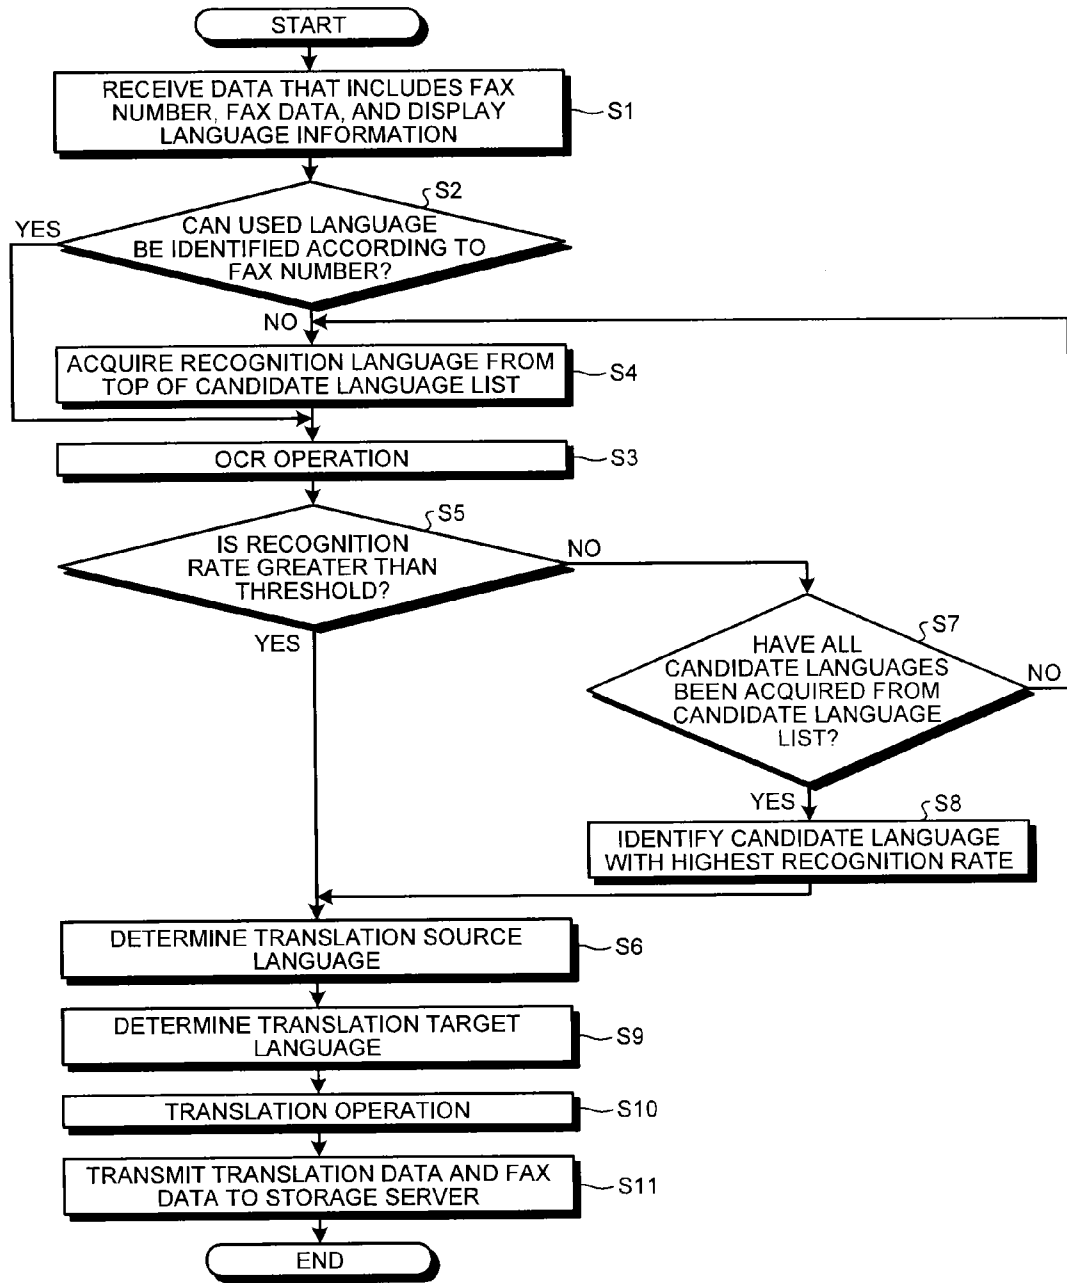 START
RECEIVE DATA THAT INCLUDES FAX
NUMBER, FAX DATA, AND DISPLAY
LANGUAGE INFORMATION
S1
S2
YES
CAN USED LANGUAGE
BE IDENTIFIED ACCORDING TO
FAX NUMBER?
NO
ACQUIRE RECOGNITION LANGUAGE FROM
TOP OF CANDIDATE LANGUAGE LIST
S4
OCR OPERATION
S3
S5
IS RECOGNITION
RATE GREATER THAN
THRESHOLD?
NO
YES
S7
HAVE ALL
CANDIDATE LANGUAGES
BEEN ACQUIRED FROM
CANDIDATE LANGUAGE
LIST?
NO
YES
S8
IDENTIFY CANDIDATE LANGUAGE
WITH HIGHEST RECOGNITION RATE
DETERMINE TRANSLATION SOURCE
LANGUAGE
S6
DETERMINE TRANSLATION TARGET
LANGUAGE
S9
TRANSLATION OPERATION
S10
TRANSMIT TRANSLATION DATA AND FAX
DATA TO STORAGE SERVER
S11
END